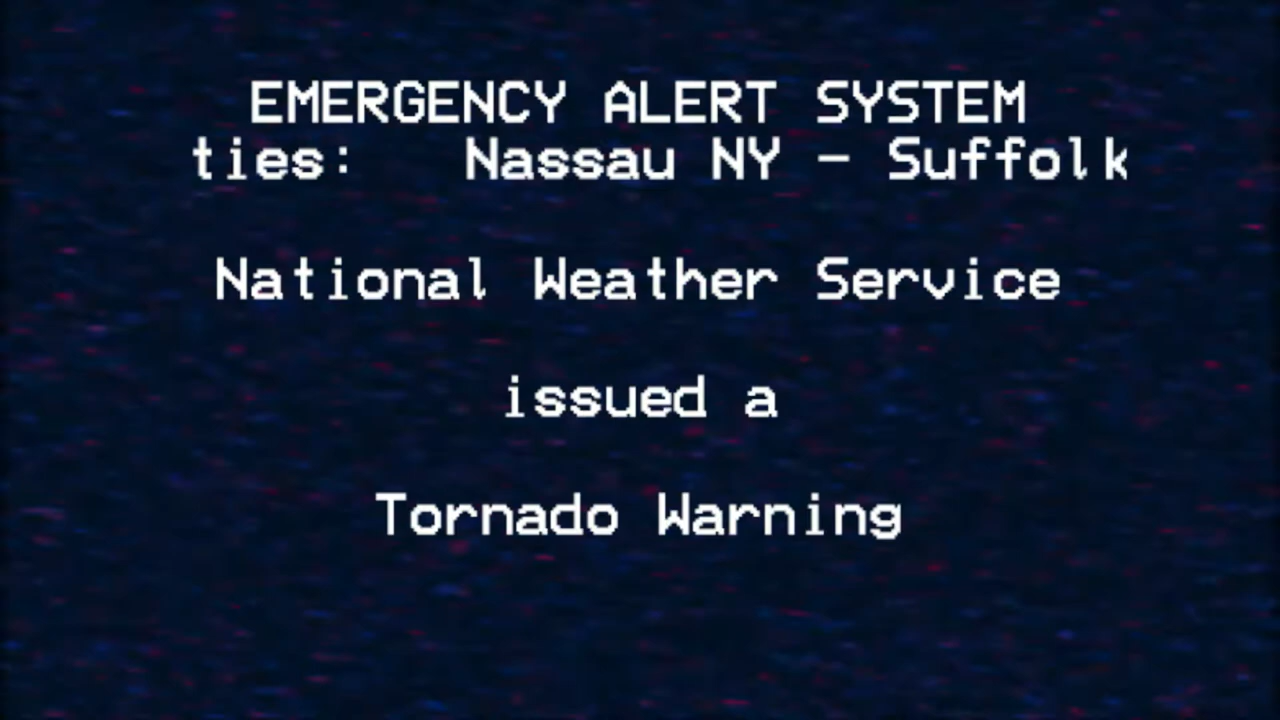 EMERGENCY ALERT SYSTEM
ties: Nassau NY - Suffolk
National Weather Service
issued a
Tornado Warning